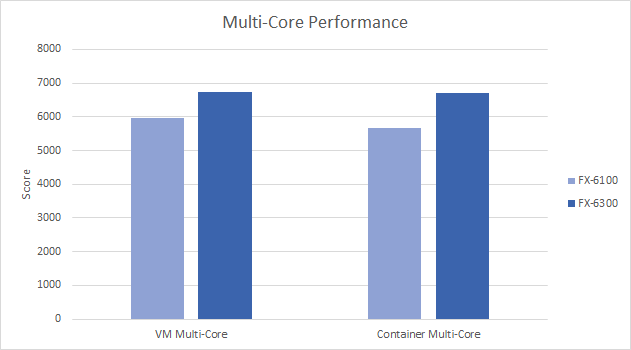 Multi-Core Performance
8000
7000
6000
5000
4000
3000
2000
1000
0
Score
VM Multi-Core
Container Multi-Core
FX-6100
FX-6300